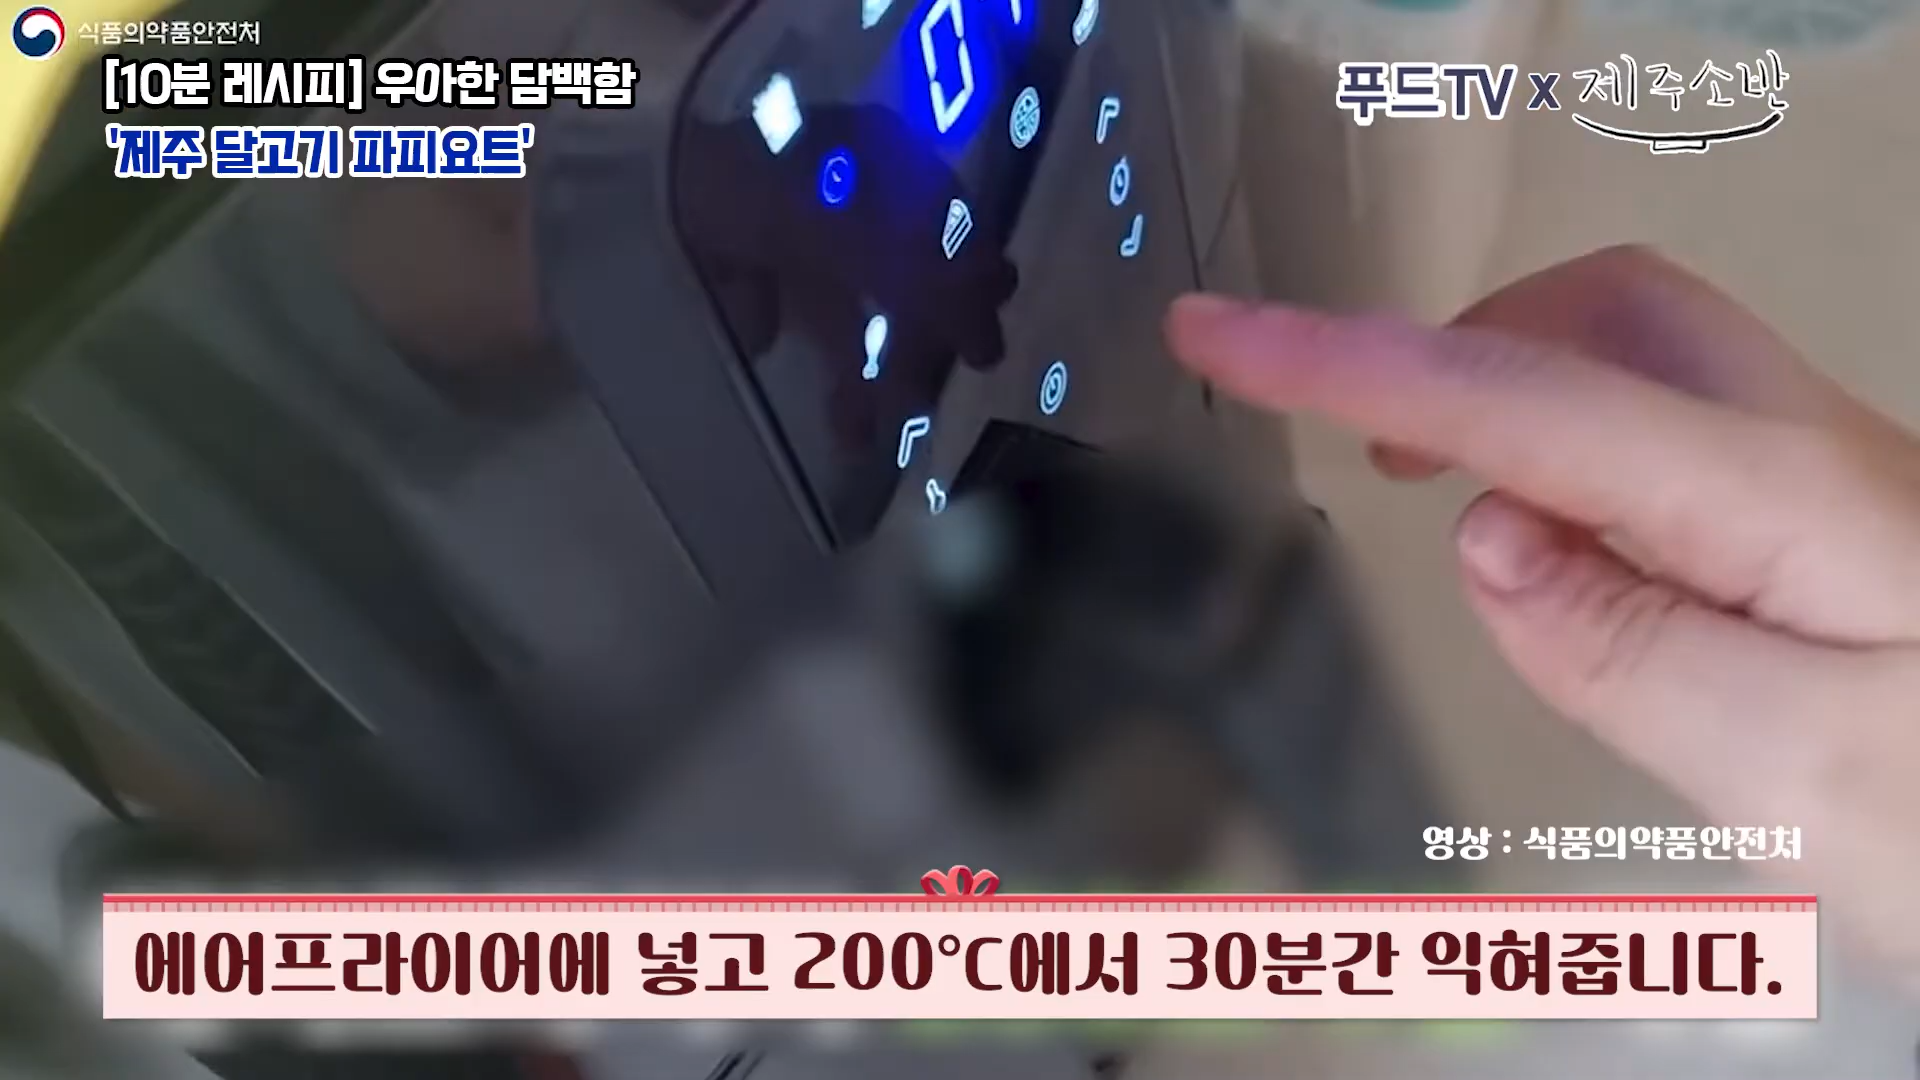 식품의약품안전처
[10분 레시피] 우아한 담백함
'제주 달고기 파피요트'
푸드TV x 제주소반
영상 : 식품의약품안전처
에어프라이어에 넣고 200℃에서 30분간 익혀줍니다.